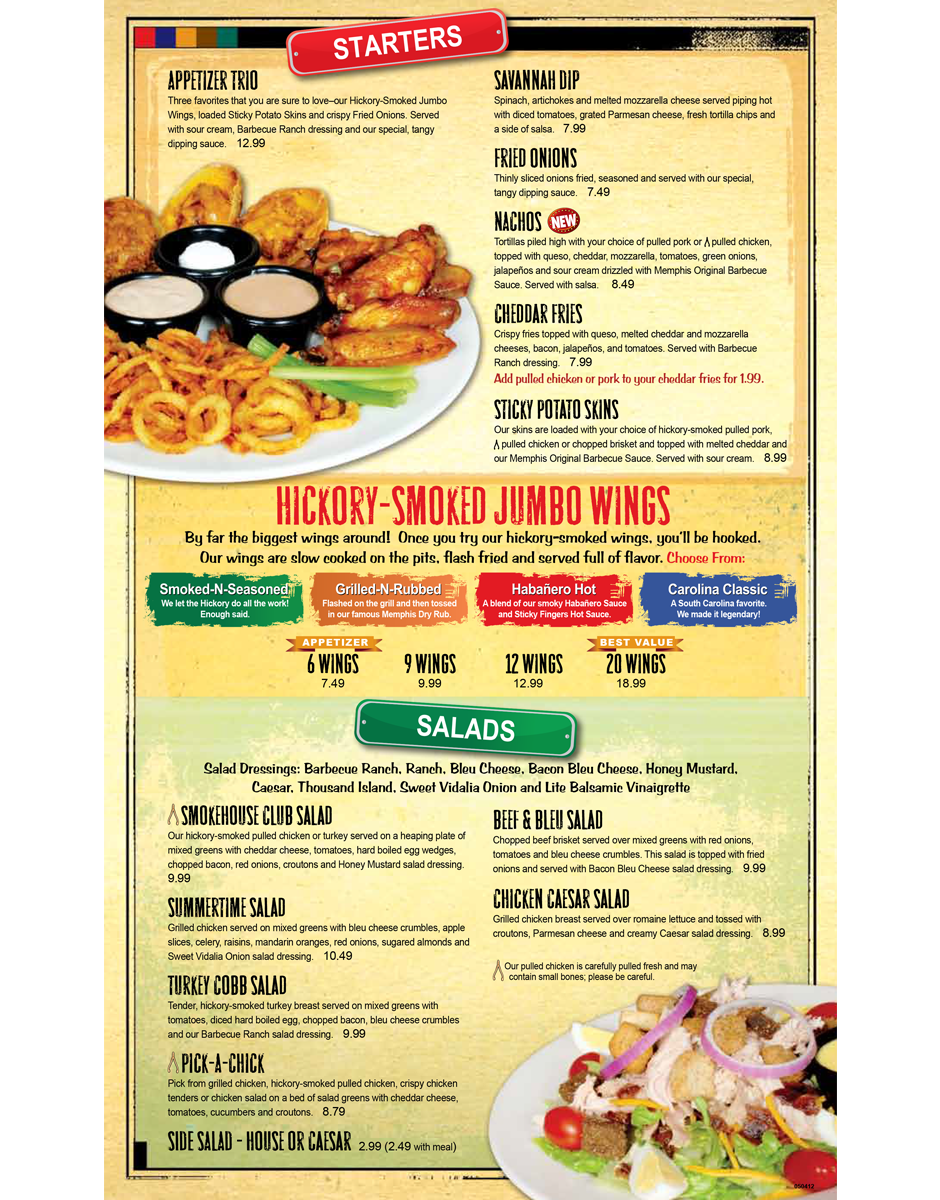 STARTERS
APPETIZER TRIO
Three favorites that you are sure to love–our Hickory-Smoked Jumbo
Wings, loaded Sticky Potato Skins and crispy Fried Onions. Served
with sour cream, Barbecue Ranch dressing and our special, tangy
dipping sauce. 12.99
SAVANNAH DIP
Spinach, artichokes and melted mozzarella cheese served piping hot
with diced tomatoes, grated Parmesan cheese, fresh tortilla chips and
a side of salsa. 7.99
FRIED ONIONS
Thinly sliced onions fried, seasoned and served with our special,
tangy dipping sauce. 7.49
NACHOS NEW
Tortillas piled high with your choice of pulled pork or pulled chicken,
topped with queso, cheddar, mozzarella, tomatoes, green onions,
jalapeños and sour cream drizzled with Memphis Original Barbecue
Sauce. Served with salsa. 8.49
CHEDDAR FRIES
Crispy fries topped with queso, melted cheddar and mozzarella
cheeses, bacon, jalapeños, and tomatoes. Served with Barbecue
Ranch dressing. 7.99
Add pulled chicken or pork to your cheddar fries for 1.99.
STICKY POTATO SKINS
Our skins are loaded with your choice of hickory-smoked pulled pork,
pulled chicken or chopped brisket and topped with melted cheddar and
our Memphis Original Barbecue Sauce. Served with sour cream. 8.99
HICKORY-SMOKED JUMBO WINGS
By far the biggest wings around! Once you try our hickory-smoked wings, you'll be hooked.
Our wings are slow cooked on the pits, flash fried and served full of flavor. Choose From:
Smoked-N-Seasoned
We let the Hickory do all the work!
Enough said.
Grilled-N-Rubbed
Flashed on the grill and then tossed
in our famous Memphis Dry Rub.
Habañero Hot
A blend of our smoky Habañero Sauce
and Sticky Fingers Hot Sauce.
Carolina Classic
A South Carolina favorite.
We made it legendary!
APPETIZER
6 WINGS
7.49
9 WINGS
9.99
12 WINGS
12.99
BEST VALUE
20 WINGS
18.99
SALADS
Salad Dressings: Barbecue Ranch, Ranch, Bleu Cheese, Bacon Bleu Cheese, Honey Mustard,
Caesar, Thousand Island, Sweet Vidalia Onion and Lite Balsamic Vinaigrette
SMOKEHOUSE CLUB SALAD
Our hickory-smoked pulled chicken or turkey served on a heaping plate of
mixed greens with cheddar cheese, tomatoes, hard boiled egg wedges,
chopped bacon, red onions, croutons and Honey Mustard salad dressing.
9.99
SUMMERTIME SALAD
Grilled chicken served on mixed greens with bleu cheese crumbles, apple
slices, celery, raisins, mandarin oranges, red onions, sugared almonds and
Sweet Vidalia Onion salad dressing. 10.49
TURKEY COBB SALAD
Tender, hickory-smoked turkey breast served on mixed greens with
tomatoes, diced hard boiled egg, chopped bacon, bleu cheese crumbles
and our Barbecue Ranch salad dressing. 9.99
PICK-A-CHICK
Pick from grilled chicken, hickory-smoked pulled chicken, crispy chicken
tenders or chicken salad on a bed of salad greens with cheddar cheese,
tomatoes, cucumbers and croutons. 8.79
SIDE SALAD - HOUSE OR CAESAR 2.99 (2.49 with meal)
BEEF & BLEU SALAD
Chopped beef brisket served over mixed greens with red onions,
tomatoes and bleu cheese crumbles. This salad is topped with fried
onions and served with Bacon Bleu Cheese salad dressing. 9.99
CHICKEN CAESAR SALAD
Grilled chicken breast served over romaine lettuce and tossed with
croutons, Parmesan cheese and creamy Caesar salad dressing. 8.99
Our pulled chicken is carefully pulled fresh and may
contain small bones; please be careful.